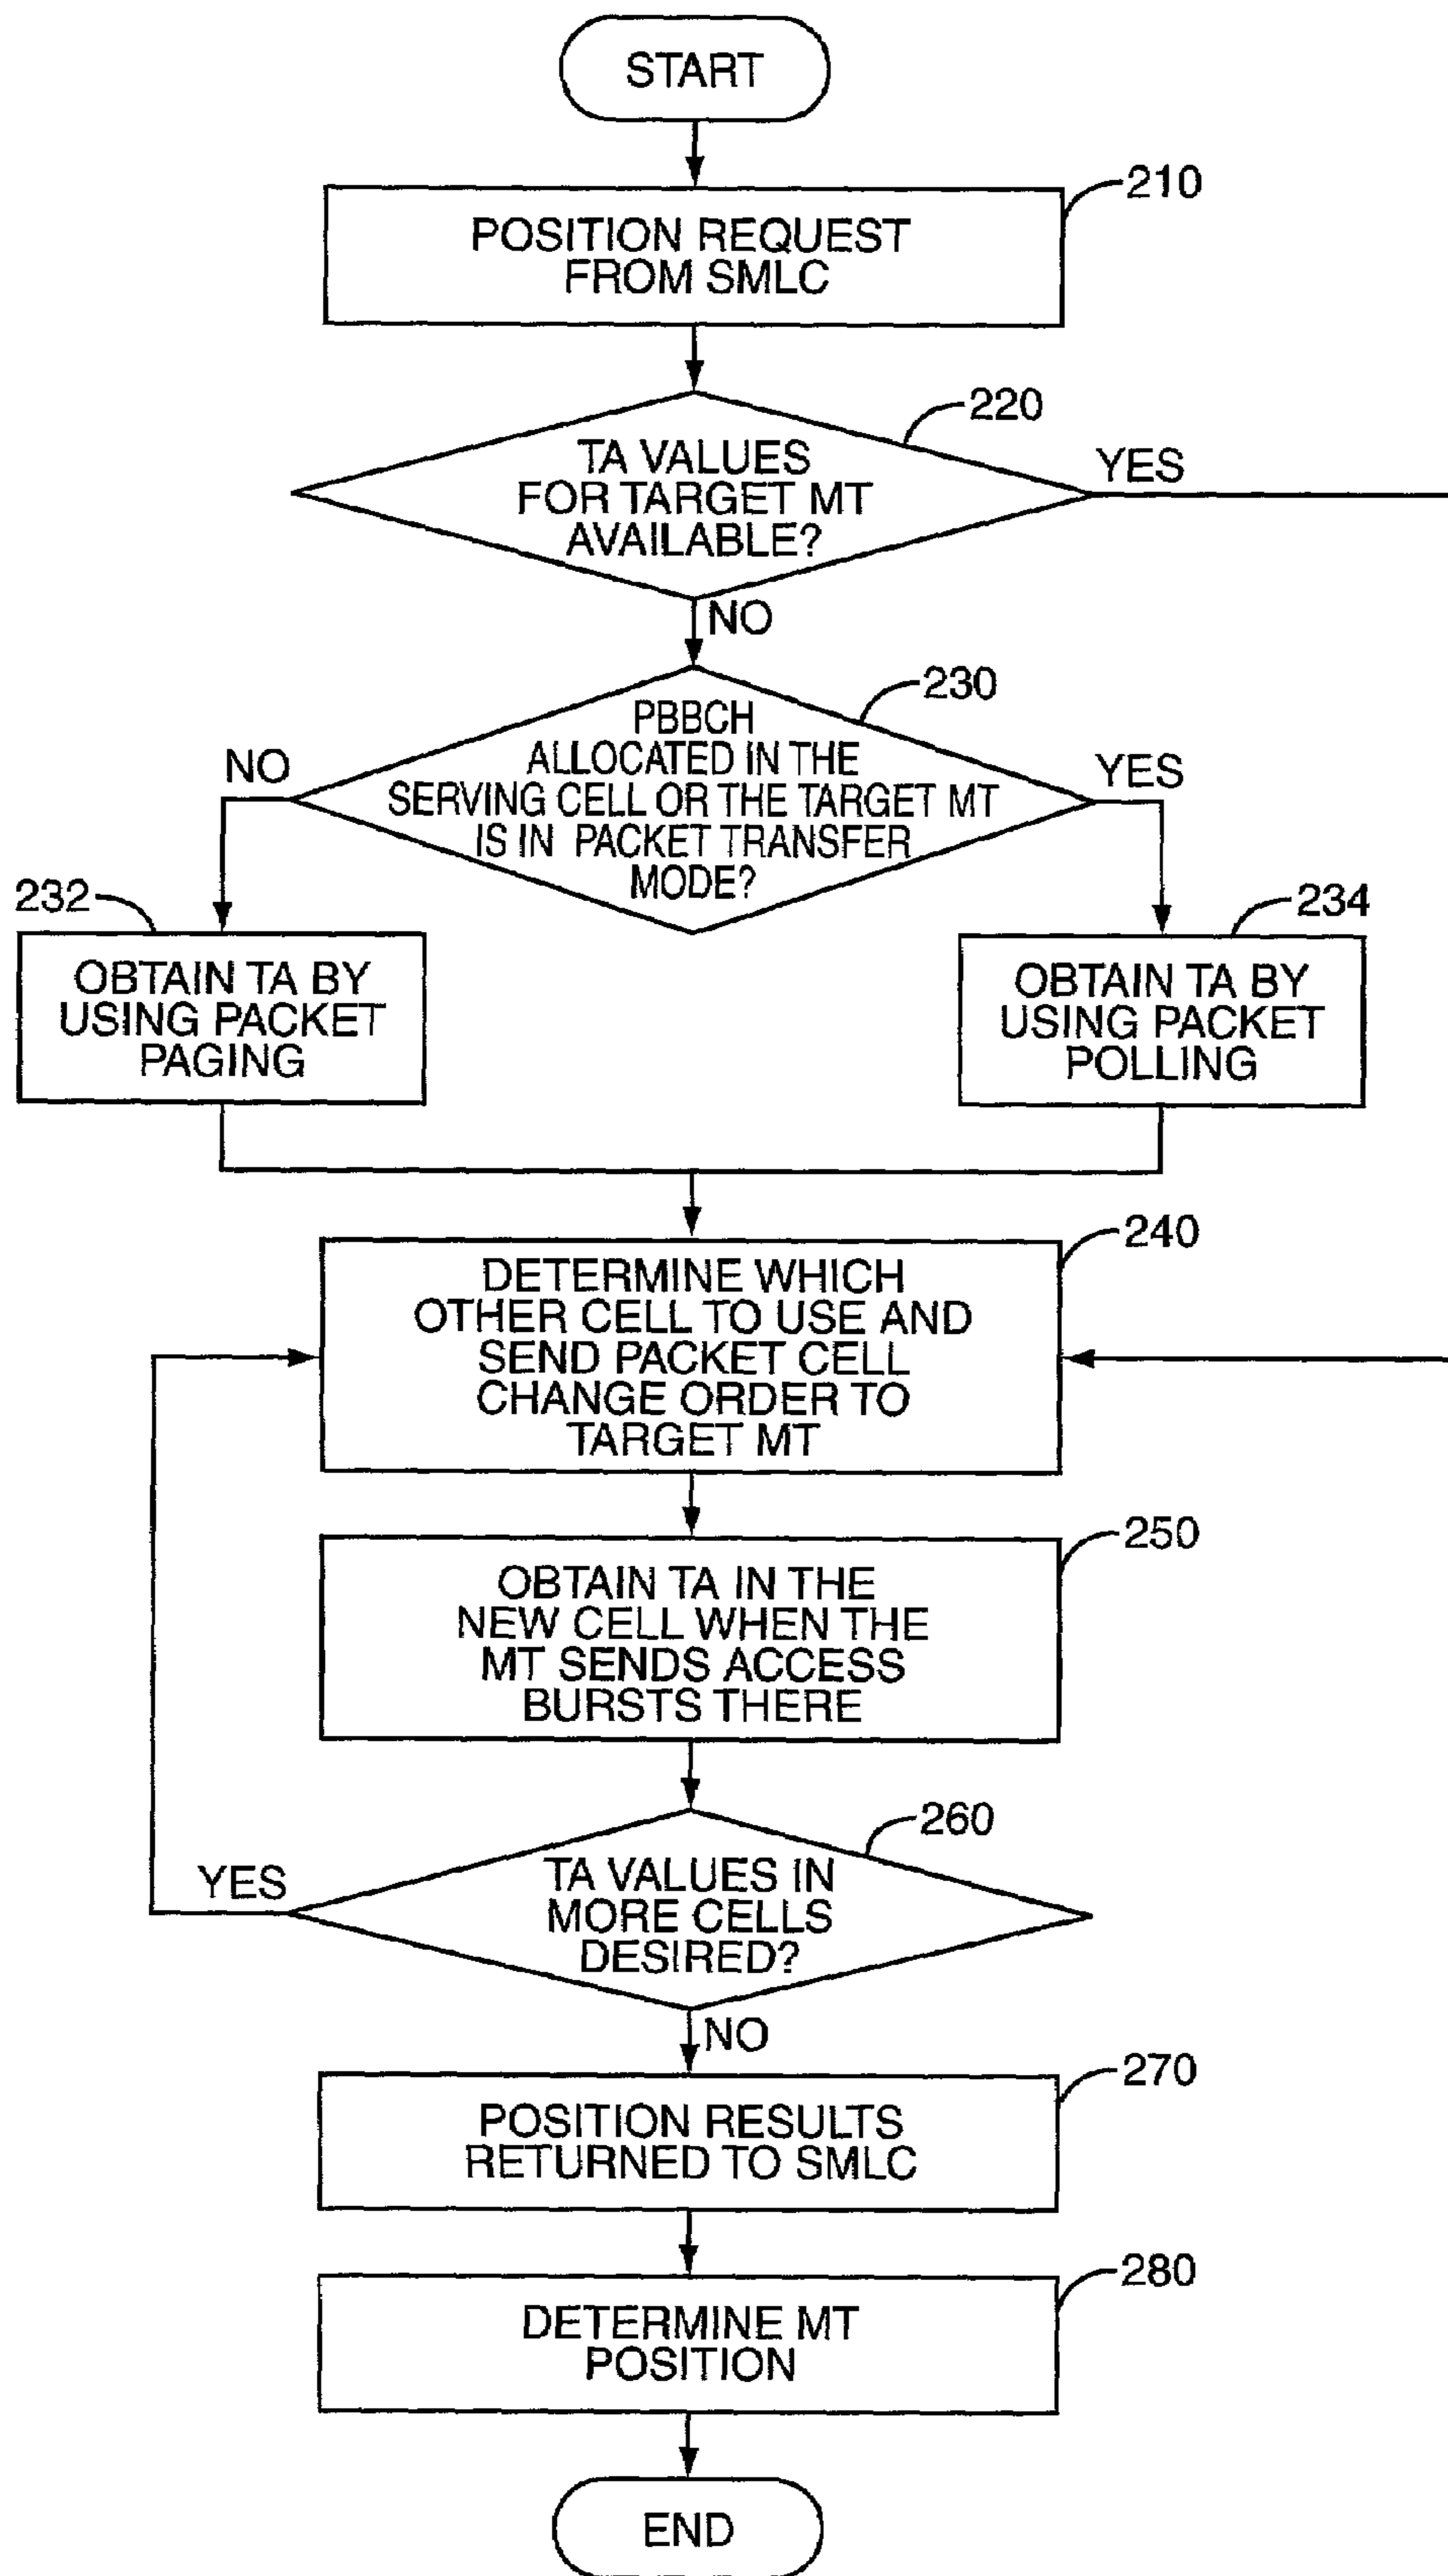 START
210
POSITION REQUEST
FROM SMLC
220
TA VALUES
FOR TARGET MT
AVAILABLE?
YES
NO
230
PBBCH
ALLOCATED IN THE
SERVING CELL OR THE TARGET MT
IS IN PACKET TRANSFER
MODE?
NO
YES
232
OBTAIN TA BY
USING PACKET
PAGING
234
OBTAIN TA BY
USING PACKET
POLLING
240
DETERMINE WHICH
OTHER CELL TO USE AND
SEND PACKET CELL
CHANGE ORDER TO
TARGET MT
250
OBTAIN TA IN THE
NEW CELL WHEN THE
MT SENDS ACCESS
BURSTS THERE
260
TA VALUES IN
MORE CELLS
DESIRED?
YES
NO
270
POSITION RESULTS
RETURNED TO SMLC
280
DETERMINE MT
POSITION
END